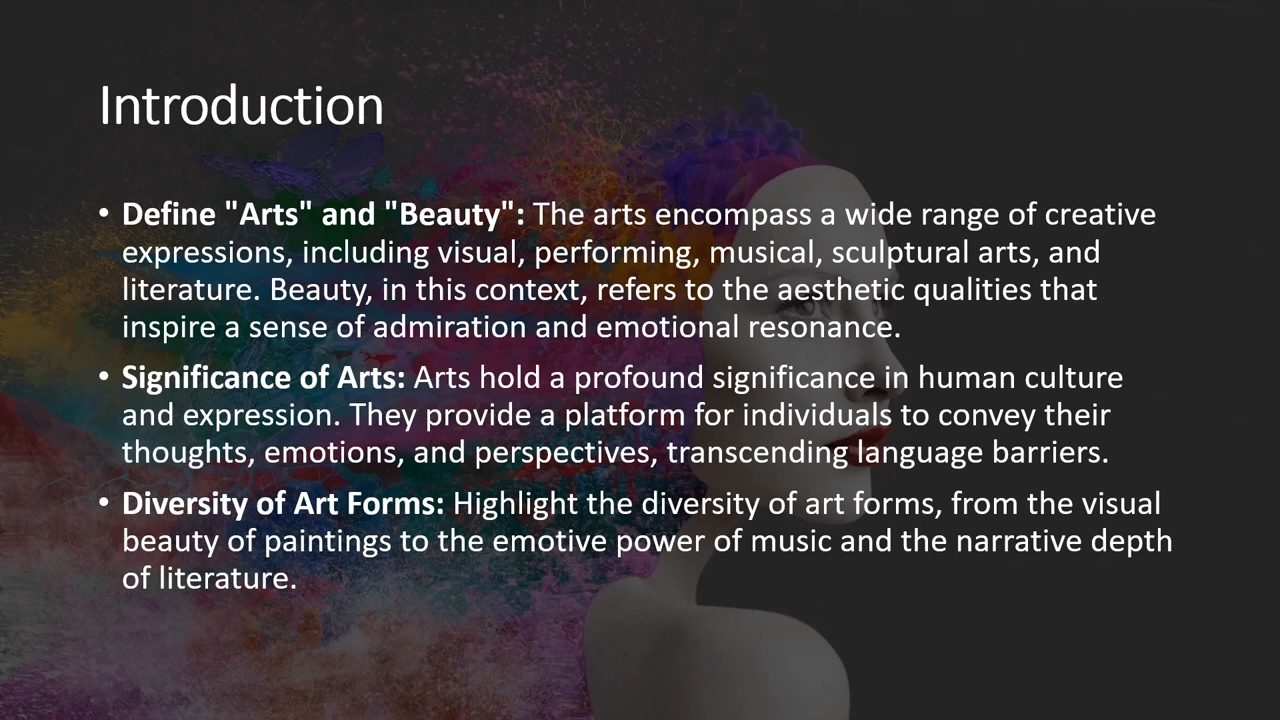 Introduction
• Define "Arts" and "Beauty": The arts encompass a wide range of creative
expressions, including visual, performing, musical, sculptural arts, and
literature. Beauty, in this context, refers to the aesthetic qualities that
inspire a sense of admiration and emotional resonance.
• Significance of Arts: Arts hold a profound significance in human culture
and expression. They provide a platform for individuals to convey their
thoughts, emotions, and perspectives, transcending language barriers.
• Diversity of Art Forms: Highlight the diversity of art forms, from the visual
beauty of paintings to the emotive power of music and the narrative depth
of literature.